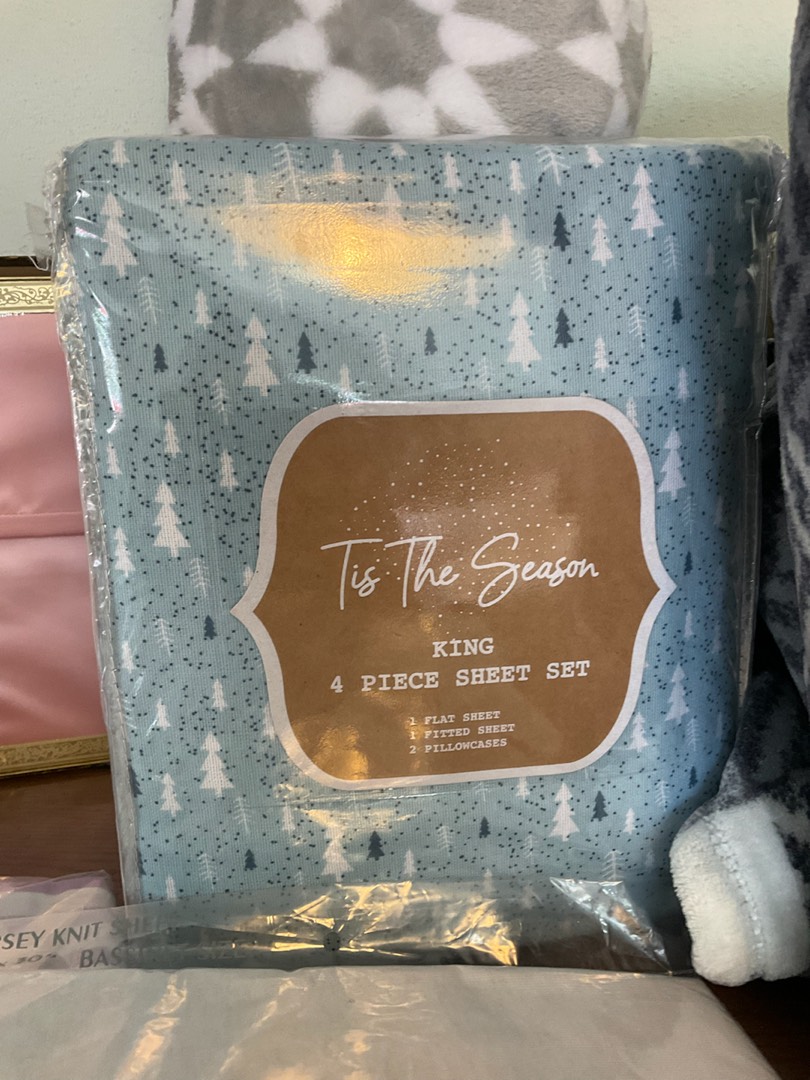 Tis The Season
KING
4 PIECE SHEET SET
1 FLAT SHEET
1 FITTED SHEET
2 PILLOWCASES
KNIT